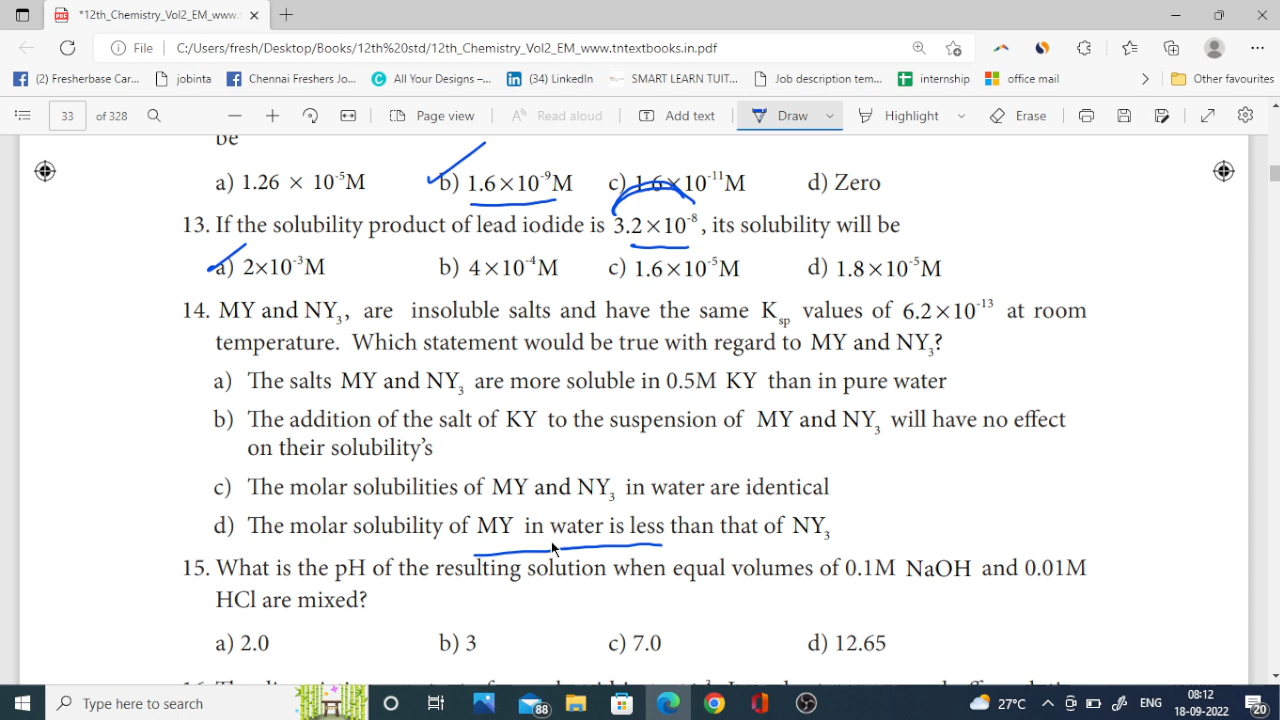 *12th_Chemistry_Vol2_EM_www.
File
C:/Users/fresh/Desktop/Books/12th%20std/12th_Chemistry_Vol2_EM_www.tntextbooks.in.pdf
(2) Fresherbase Car... jobinta Chennai Freshers Jo... All Your Designs –... (34) LinkedIn SMART LEARN TUIT... Job description tem... internship office mail Other favourites
33 of 328 Page view Read aloud Add text Draw Highlight Erase
be
a) 1.26 × 10⁻⁵M b) 1.6×10⁻⁹M c) 1.6×10⁻¹¹M d) Zero
13. If the solubility product of lead iodide is 3.2×10⁻⁸, its solubility will be
a) 2×10⁻³M b) 4×10⁻⁴M c) 1.6×10⁻⁵M d) 1.8×10⁻⁵M
14. MY and NY₃, are insoluble salts and have the same Ksp values of 6.2×10⁻¹³ at room
temperature. Which statement would be true with regard to MY and NY₃?
a) The salts MY and NY₃ are more soluble in 0.5M KY than in pure water
b) The addition of the salt of KY to the suspension of MY and NY₃ will have no effect
on their solubility's
c) The molar solubilities of MY and NY₃ in water are identical
d) The molar solubility of MY in water is less than that of NY₃
15. What is the pH of the resulting solution when equal volumes of 0.1M NaOH and 0.01M
HCl are mixed?
a) 2.0 b) 3 c) 7.0 d) 12.65
Type here to search 88 27°C ENG 08:12
18-09-2022 20